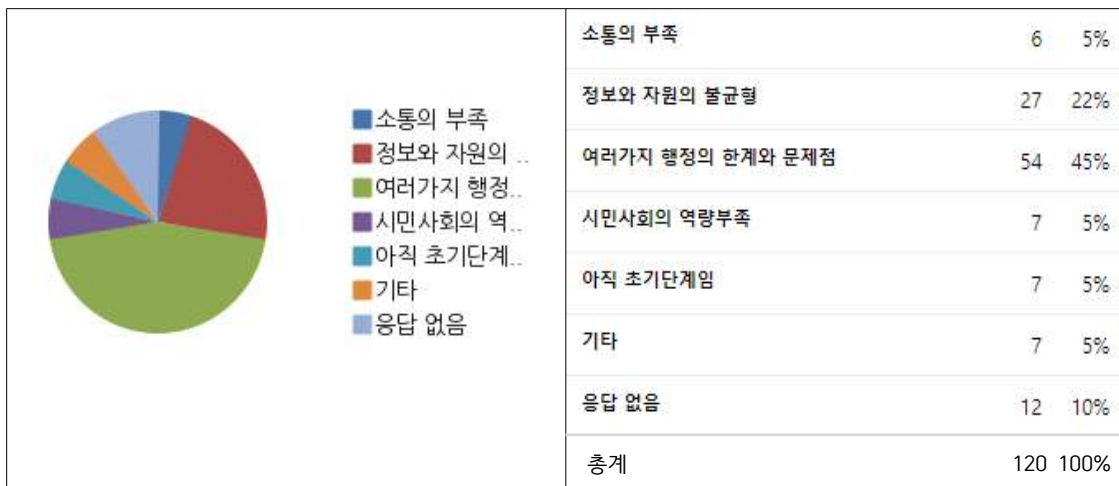 소통의 부족
정보와 자원의 ..
여러가지 행정..
시민사회의 역..
아직 초기단계..
기타
응답 없음
소통의 부족 6 5%
정보와 자원의 불균형 27 22%
여러가지 행정의 한계와 문제점 54 45%
시민사회의 역량부족 7 5%
아직 초기단계임 7 5%
기타 7 5%
응답 없음 12 10%
총계 120 100%